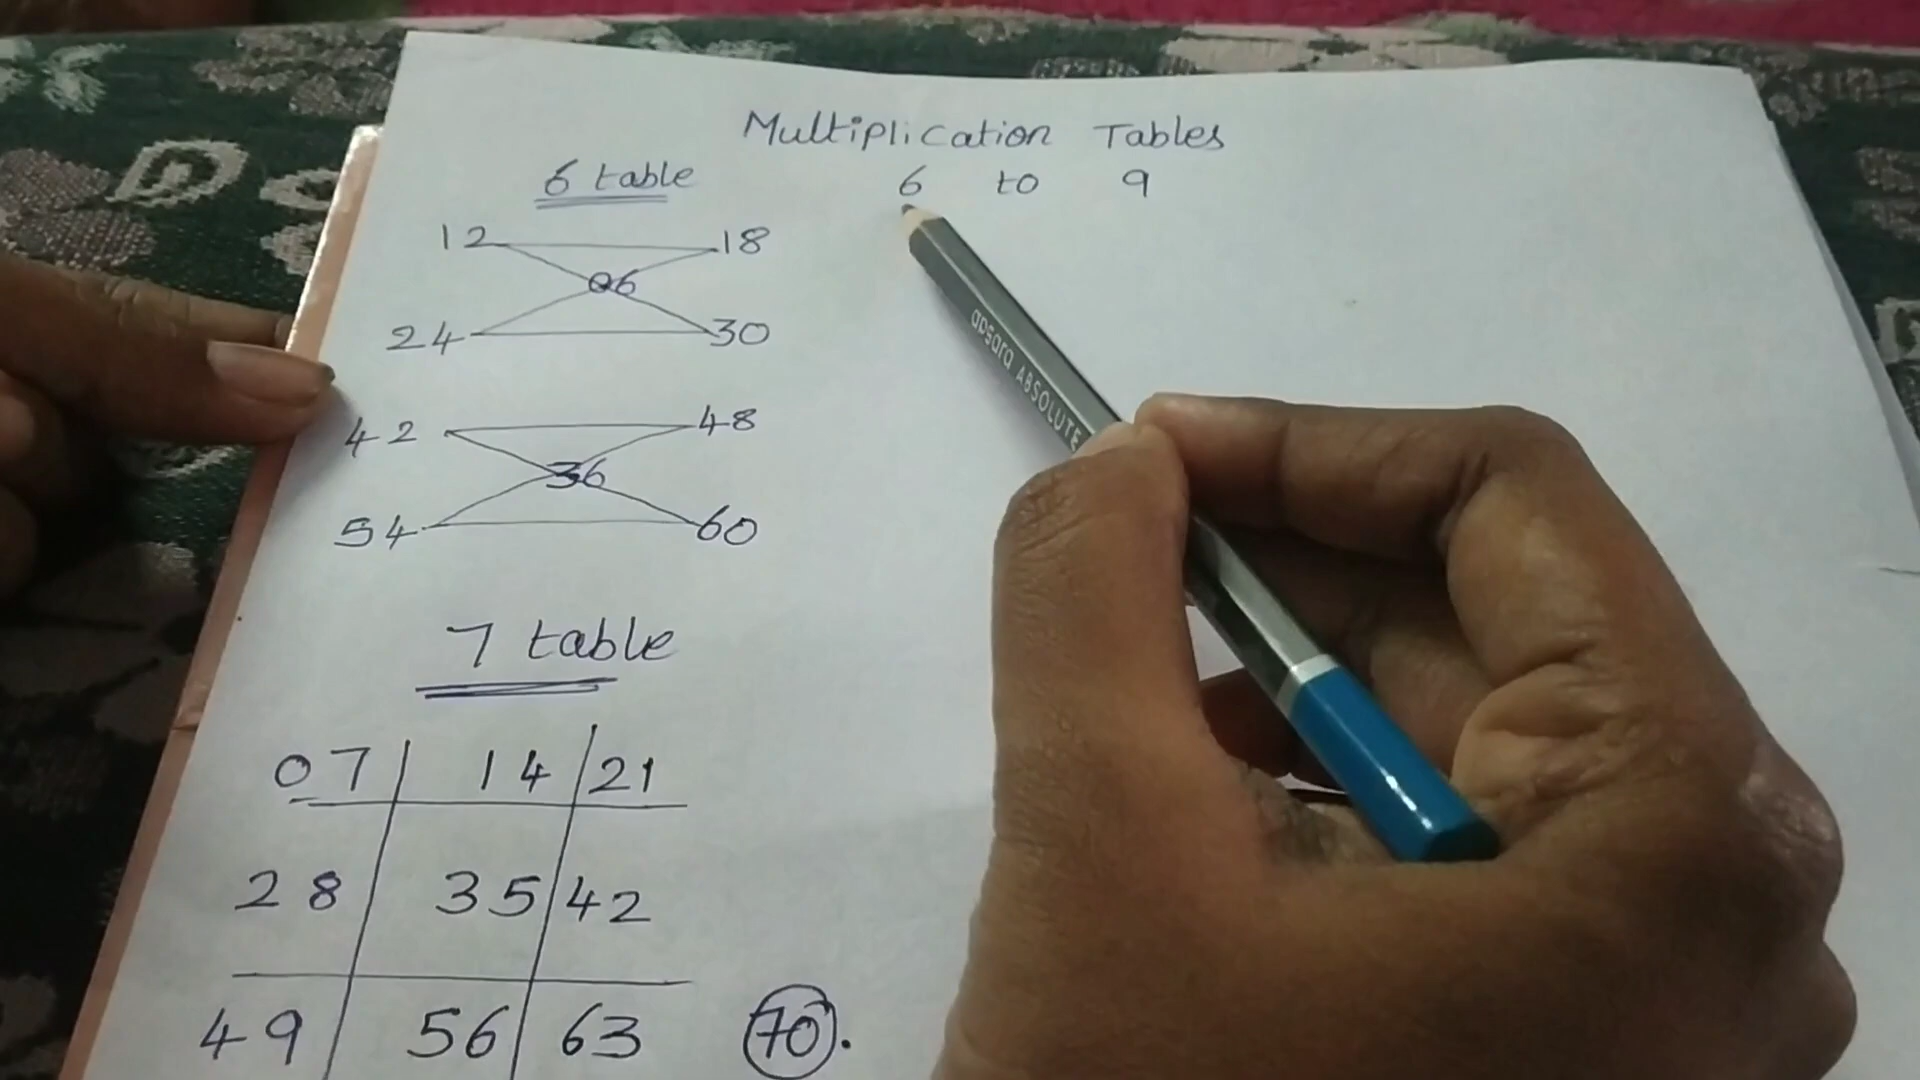 Multiplication Tables
6 to 9
6 table
12 18
06
24 30
42 48
36
54 60
7 table
07 14 21
28 35 42
49 56 63 70.
apsara ABSOLUTE